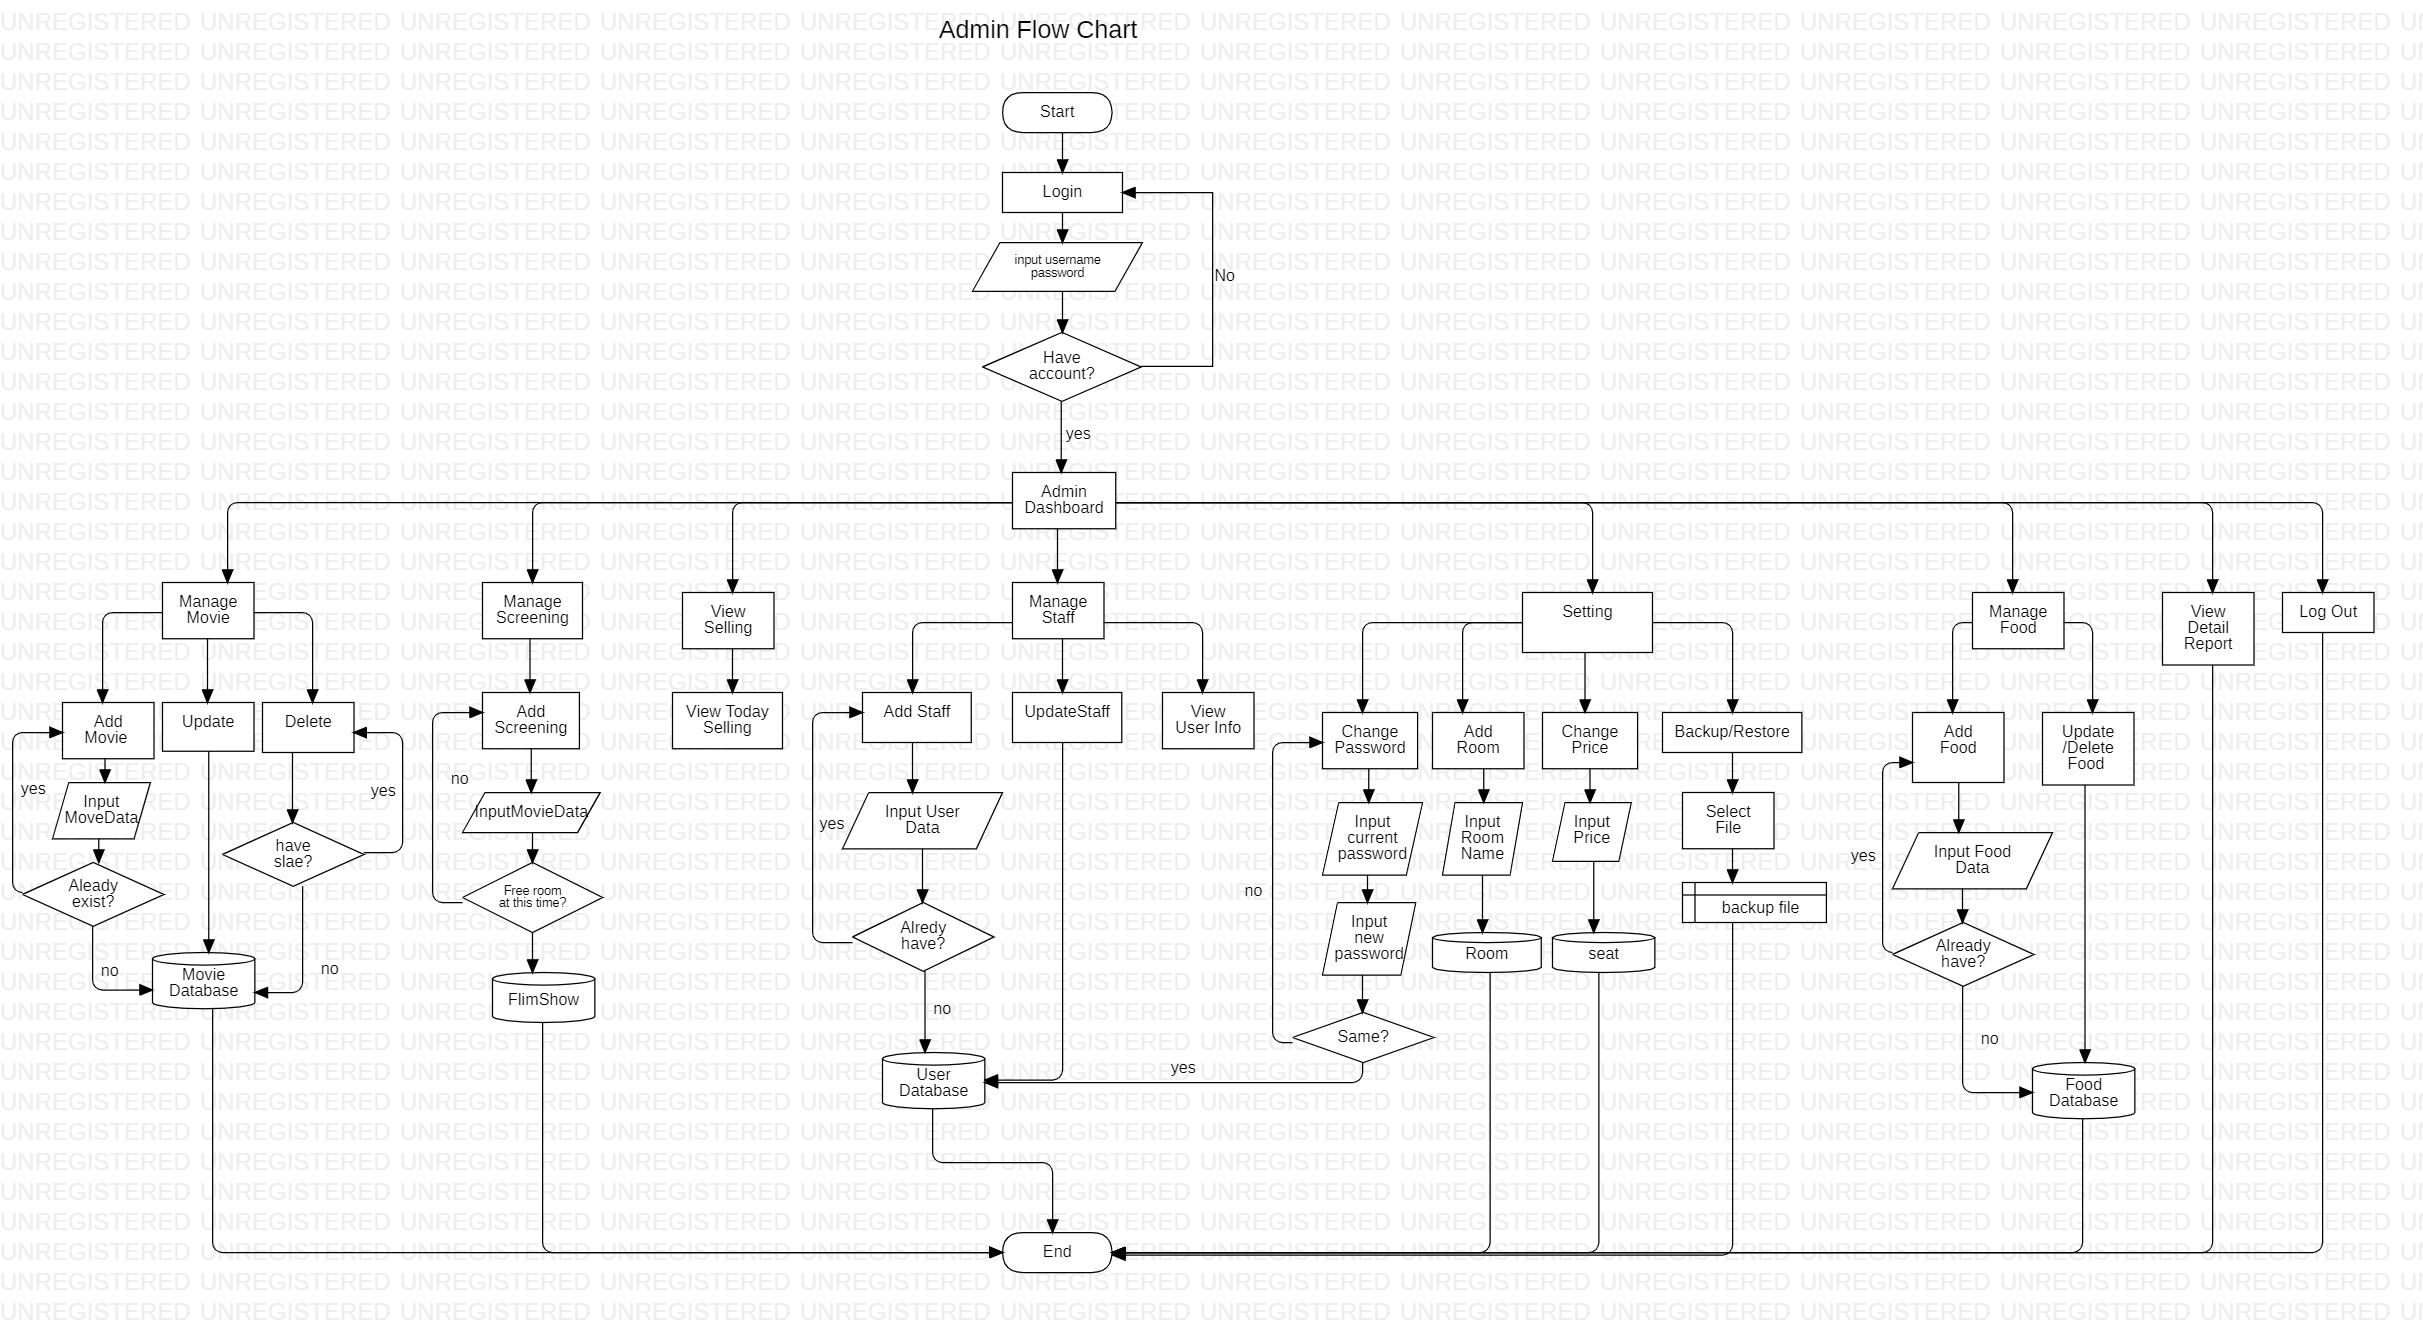 Admin Flow Chart
Start
Login
input username
password
No
Have
account?
yes
Admin
Dashboard
Manage
Movie
Manage
Screening
View
Selling
Manage
Staff
Setting
Manage
Food
View
Detail
Report
Log Out
Add
Movie
Update
Delete
Add
Screening
View Today
Selling
Add Staff
UpdateStaff
View
User Info
Change
Password
Add
Room
Change
Price
Backup/Restore
Add
Food
Update
/Delete
Food
yes
Input
MoveData
yes
have
slae?
Aleady
exist?
no
no
Movie
Database
no
InputMovieData
Free room
at this time?
FlimShow
yes
Input User
Data
Alredy
have?
no
User
Database
no
Input
current
password
Input
new
password
Same?
yes
Input
Room
Name
Room
Input
Price
seat
Select
File
backup file
yes
Input Food
Data
Already
have?
no
Food
Database
End
UNREGISTERED